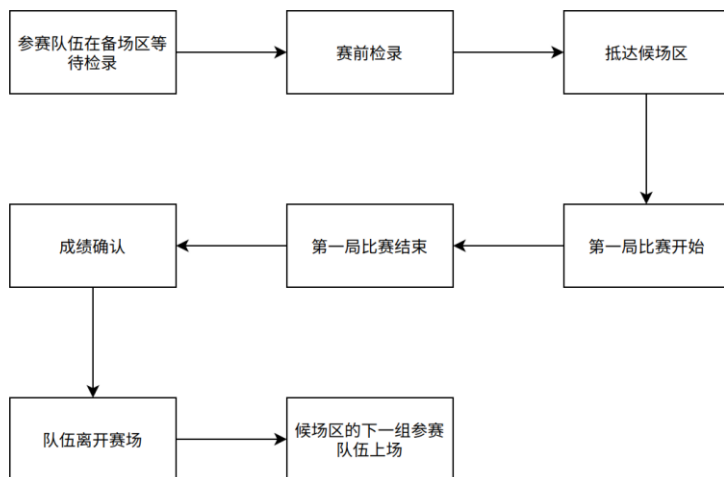 参赛队伍在备场区等
待检录
赛前检录
抵达候场区
第一局比赛开始
第一局比赛结束
成绩确认
队伍离开赛场
候场区的下一组参赛
队伍上场